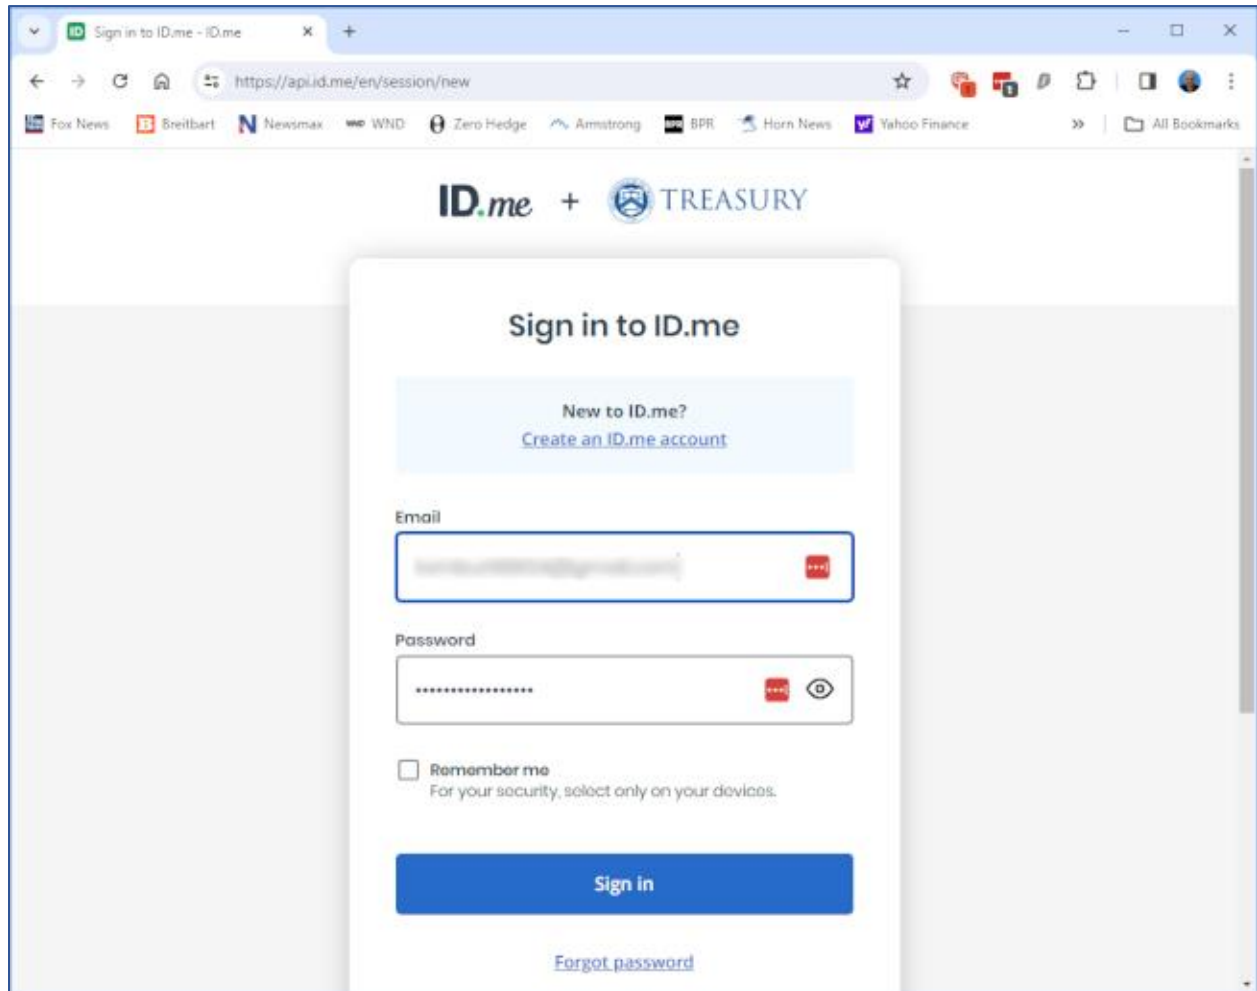 Sign in to ID.me - ID.me
https://api.id.me/en/session/new
Fox News Breitbart Newsmax WND Zero Hedge Armstrong BPR Horn News Yahoo Finance All Bookmarks
ID.me + TREASURY
Sign in to ID.me
New to ID.me?
Create an ID.me account
Email
Password
Remember me
For your security, select only on your devices.
Sign in
Forgot password